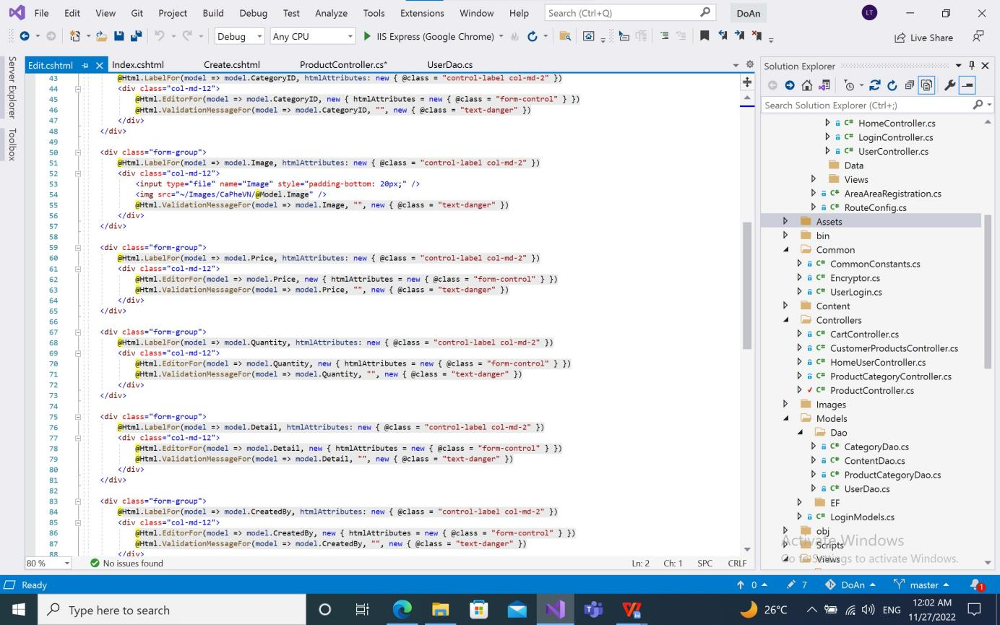 File Edit View Git Project Build Debug Test Analyze Tools Extensions Window Help Search (Ctrl+Q) DoAn LT
Debug Any CPU IIS Express (Google Chrome) Live Share
Server Explorer
Toolbox
Edit.cshtml Index.cshtml Create.cshtml ProductController.cs* UserDao.cs
43 @Html.LabelFor(model => model.CategoryID, htmlAttributes: new { @class = "control-label col-md-2" })
44 <div class="col-md-12">
45 @Html.EditorFor(model => model.CategoryID, new { htmlAttributes = new { @class = "form-control" } })
46 @Html.ValidationMessageFor(model => model.CategoryID, "", new { @class = "text-danger" })
47 </div>
48 </div>
49
50 <div class="form-group">
51 @Html.LabelFor(model => model.Image, htmlAttributes: new { @class = "control-label col-md-2" })
52 <div class="col-md-12">
53 <input type="file" name="Image" style="padding-bottom: 20px;" />
54 <img src="~/Images/CaPheVN/@Model.Image" />
55 @Html.ValidationMessageFor(model => model.Image, "", new { @class = "text-danger" })
56 </div>
57 </div>
58
59 <div class="form-group">
60 @Html.LabelFor(model => model.Price, htmlAttributes: new { @class = "control-label col-md-2" })
61 <div class="col-md-12">
62 @Html.EditorFor(model => model.Price, new { htmlAttributes = new { @class = "form-control" } })
63 @Html.ValidationMessageFor(model => model.Price, "", new { @class = "text-danger" })
64 </div>
65 </div>
66
67 <div class="form-group">
68 @Html.LabelFor(model => model.Quantity, htmlAttributes: new { @class = "control-label col-md-2" })
69 <div class="col-md-12">
70 @Html.EditorFor(model => model.Quantity, new { htmlAttributes = new { @class = "form-control" } })
71 @Html.ValidationMessageFor(model => model.Quantity, "", new { @class = "text-danger" })
72 </div>
73 </div>
74
75 <div class="form-group">
76 @Html.LabelFor(model => model.Detail, htmlAttributes: new { @class = "control-label col-md-2" })
77 <div class="col-md-12">
78 @Html.EditorFor(model => model.Detail, new { htmlAttributes = new { @class = "form-control" } })
79 @Html.ValidationMessageFor(model => model.Detail, "", new { @class = "text-danger" })
80 </div>
81 </div>
82
83 <div class="form-group">
84 @Html.LabelFor(model => model.CreatedBy, htmlAttributes: new { @class = "control-label col-md-2" })
85 <div class="col-md-12">
86 @Html.EditorFor(model => model.CreatedBy, new { htmlAttributes = new { @class = "form-control" } })
87 @Html.ValidationMessageFor(model => model.CreatedBy, "", new { @class = "text-danger" })
88 </div>
80 % No issues found Ln: 2 Ch: 1 SPC CRLF
Solution Explorer
Search Solution Explorer (Ctrl+;)
C# HomeController.cs
C# LoginController.cs
C# UserController.cs
Data
Views
C# AreaAreaRegistration.cs
C# RouteConfig.cs
Assets
bin
Common
C# CommonConstants.cs
C# Encryptor.cs
C# UserLogin.cs
Content
Controllers
C# CartController.cs
C# CustomerProductsController.cs
C# HomeUserController.cs
C# ProductCategoryController.cs
C# ProductController.cs
Images
Models
Dao
C# CategoryDao.cs
C# ContentDao.cs
C# ProductCategoryDao.cs
C# UserDao.cs
EF
C# LoginModels.cs
obj
Scripts
Views
Activate Windows
Go to Settings to activate Windows.
Ready 0 7 DoAn master 1
Type here to search 26°C ENG 12:02 AM
11/27/2022